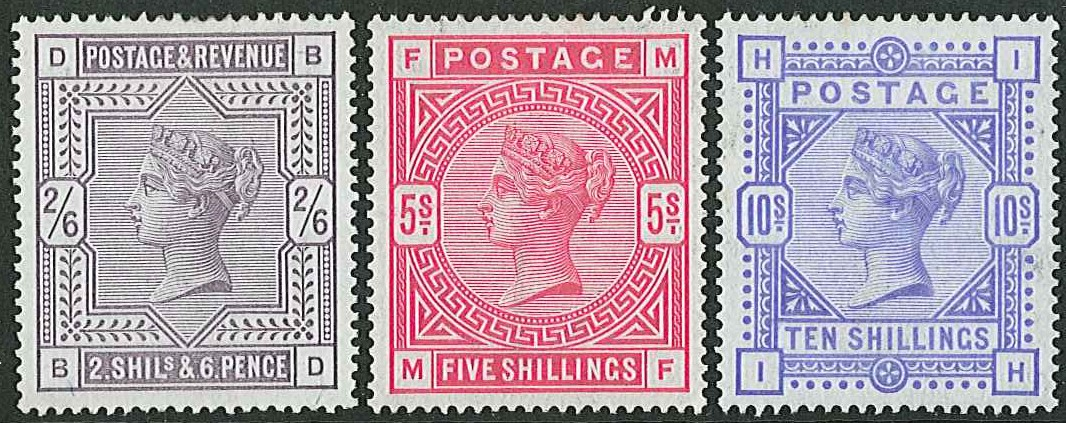 D POSTAGE & REVENUE B
2/6 2/6
B 2.SHILS & 6.PENCE D
F POSTAGE M
5S. 5S.
M FIVE SHILLINGS F
H I
POSTAGE
10S. 10S.
TEN SHILLINGS
I H